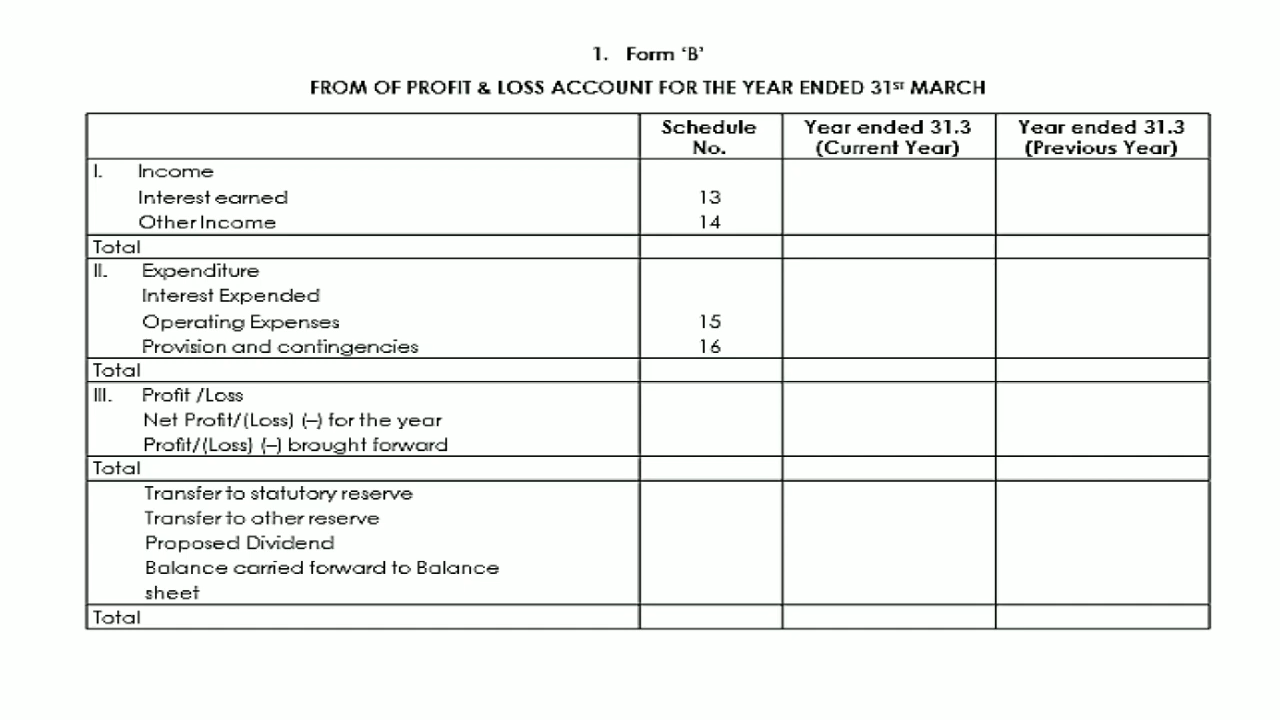 1. Form ‘B’
FROM OF PROFIT & LOSS ACCOUNT FOR THE YEAR ENDED 31ST MARCH
Schedule No. Year ended 31.3 (Current Year) Year ended 31.3 (Previous Year)
I. Income
Interest earned 13
Other Income 14
Total
II. Expenditure
Interest Expended
Operating Expenses 15
Provision and contingencies 16
Total
III. Profit /Loss
Net Profit/(Loss) (–) for the year
Profit/(Loss) (–) brought forward
Total
Transfer to statutory reserve
Transfer to other reserve
Proposed Dividend
Balance carried forward to Balance
sheet
Total